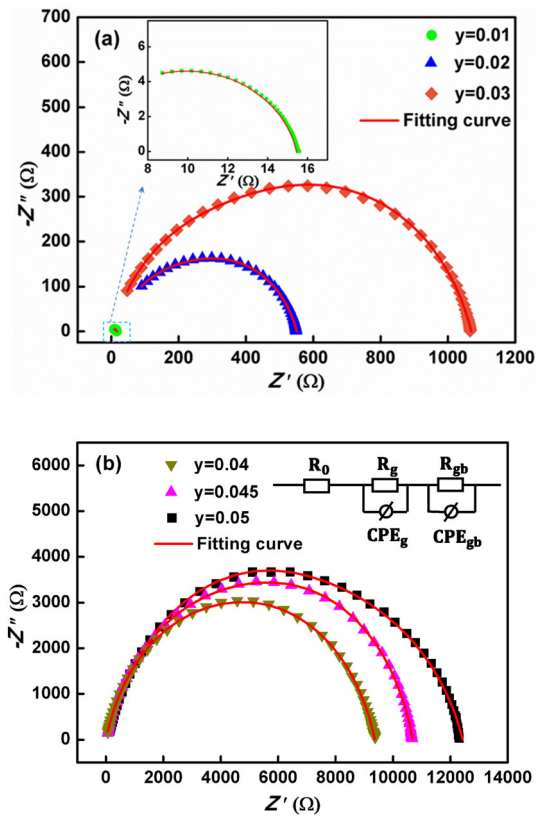 (a)
y=0.01
y=0.02
y=0.03
Fitting curve
-Z″ (Ω)
6
4
2
0
8 10 12 14 16
Z′ (Ω)
-Z″ (Ω)
700
600
500
400
300
200
100
0
0 200 400 600 800 1000 1200
Z′ (Ω)
(b)
y=0.04
y=0.045
y=0.05
Fitting curve
R0 Rg Rgb
CPEg CPEgb
-Z″ (Ω)
6000
5000
4000
3000
2000
1000
0
0 2000 4000 6000 8000 10000 12000 14000
Z′ (Ω)